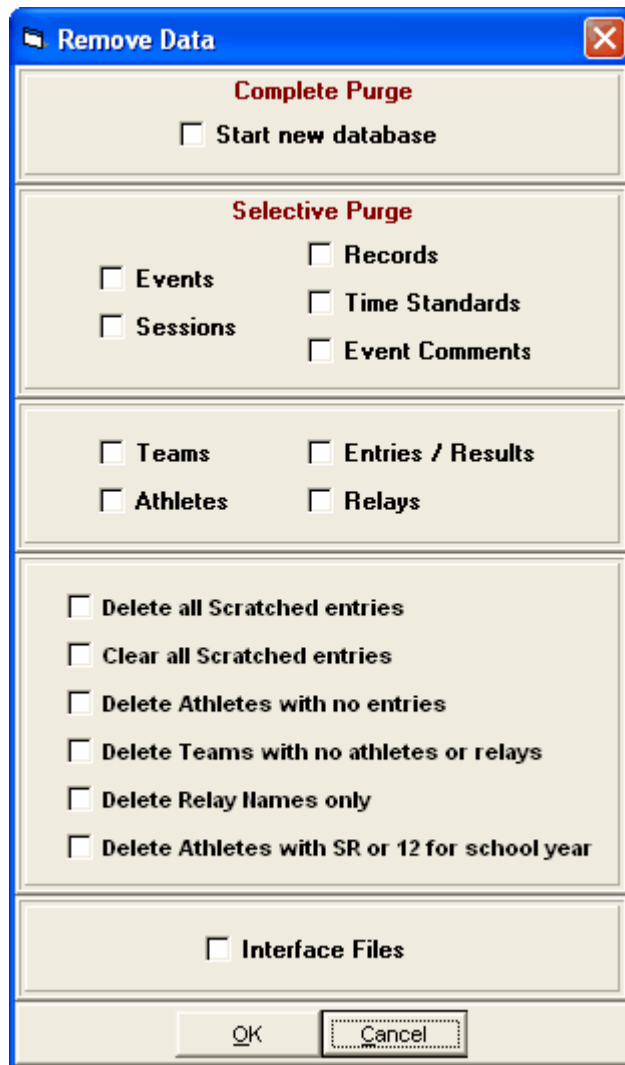 Remove Data
Complete Purge
Start new database
Selective Purge
Events
Sessions
Records
Time Standards
Event Comments
Teams
Athletes
Entries / Results
Relays
Delete all Scratched entries
Clear all Scratched entries
Delete Athletes with no entries
Delete Teams with no athletes or relays
Delete Relay Names only
Delete Athletes with SR or 12 for school year
Interface Files
OK
Cancel